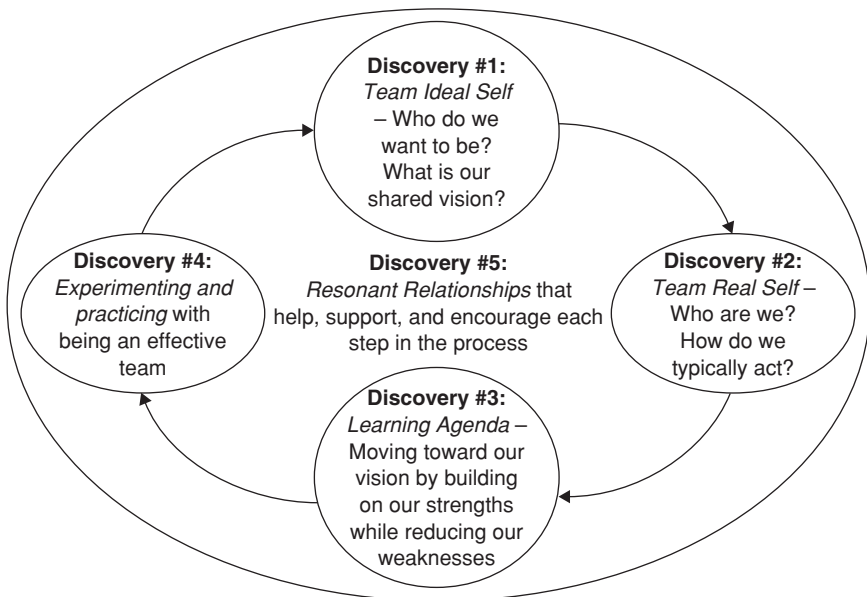 Discovery #1:
Team Ideal Self
– Who do we
want to be?
What is our
shared vision?
Discovery #4:
Experimenting and
practicing with
being an effective
team
Discovery #5:
Resonant Relationships that
help, support, and encourage each
step in the process
Discovery #2:
Team Real Self –
Who are we?
How do we
typically act?
Discovery #3:
Learning Agenda –
Moving toward our
vision by building
on our strengths
while reducing our
weaknesses